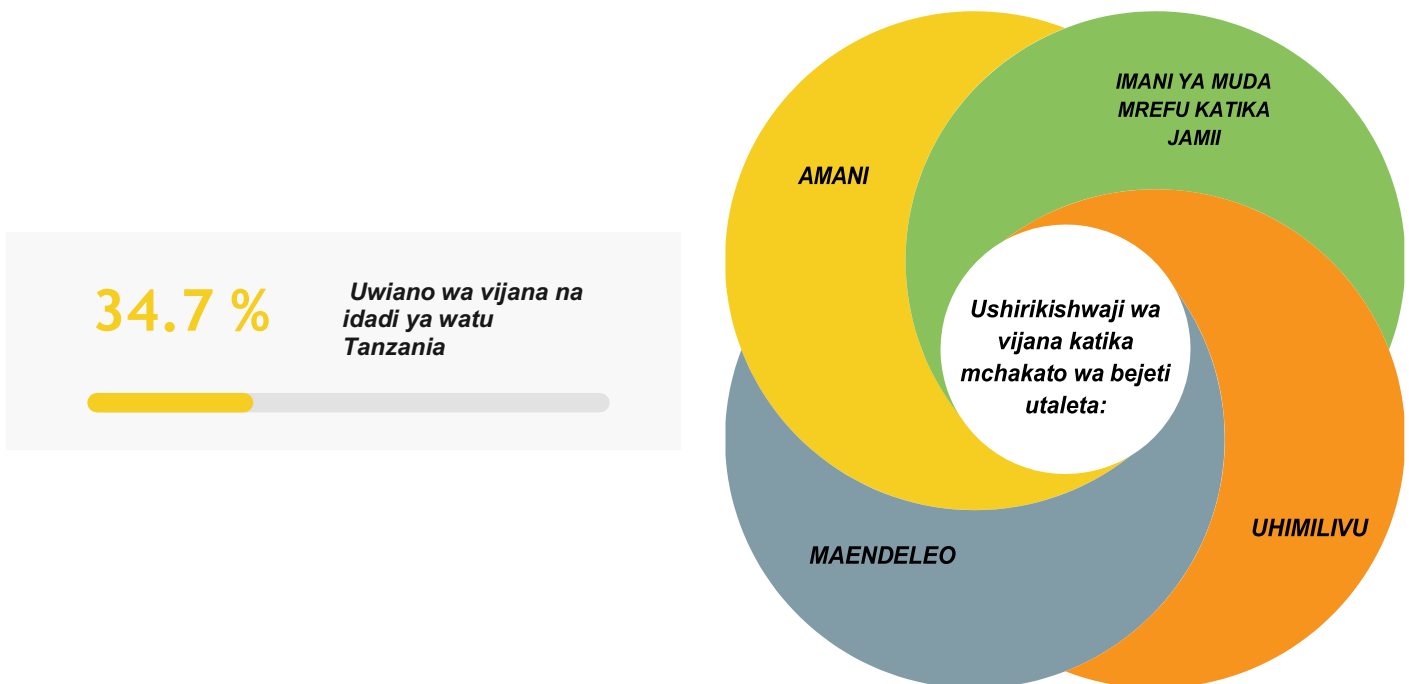 34.7 %
Uwiano wa vijana na
idadi ya watu
Tanzania
AMANI
IMANI YA MUDA
MREFU KATIKA
JAMII
Ushirikishwaji wa
vijana katika
mchakato wa bejeti
utaleta:
UHIMILIVU
MAENDELEO